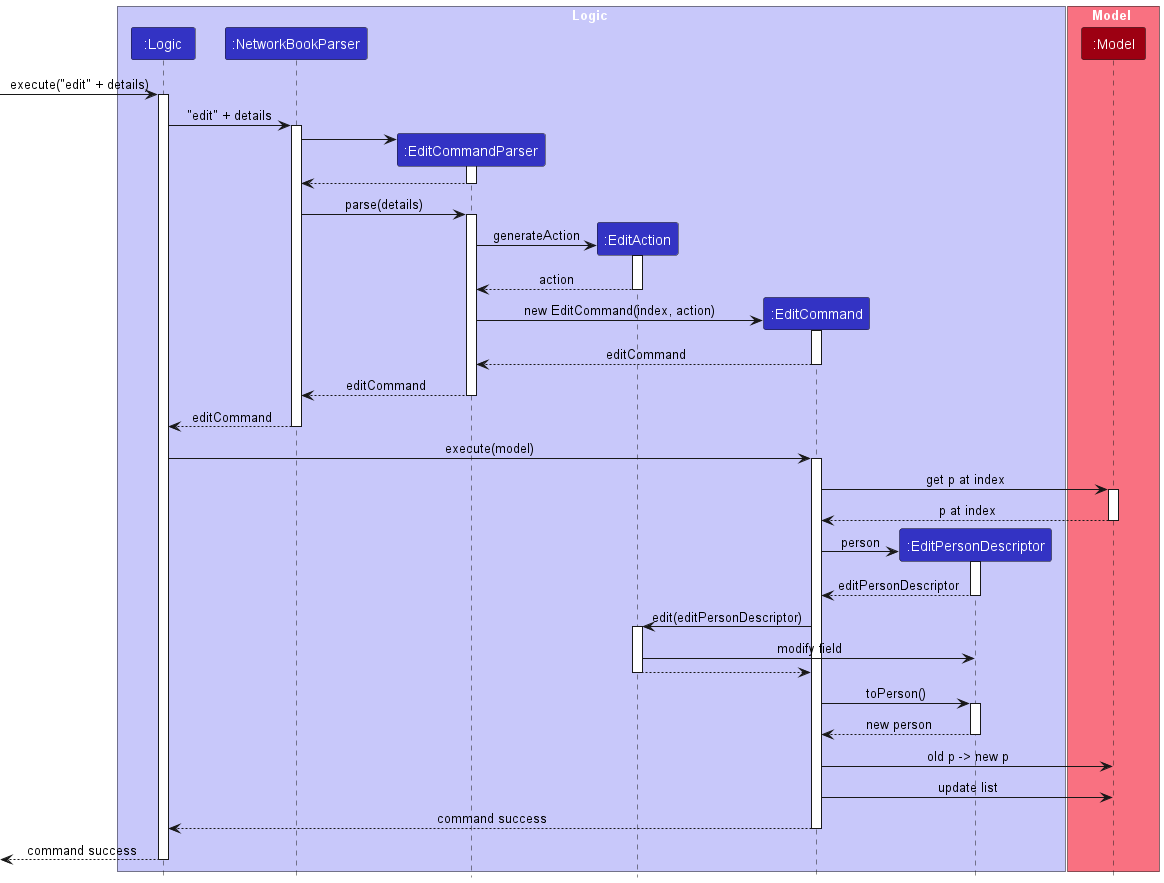 Logic
Model
:Logic
:NetworkBookParser
:Model
execute("edit" + details)
"edit" + details
:EditCommandParser
parse(details)
generateAction
:EditAction
action
new EditCommand(index, action)
:EditCommand
editCommand
editCommand
editCommand
execute(model)
get p at index
p at index
person
:EditPersonDescriptor
editPersonDescriptor
edit(editPersonDescriptor)
modify field
toPerson()
new person
old p -> new p
update list
command success
command success